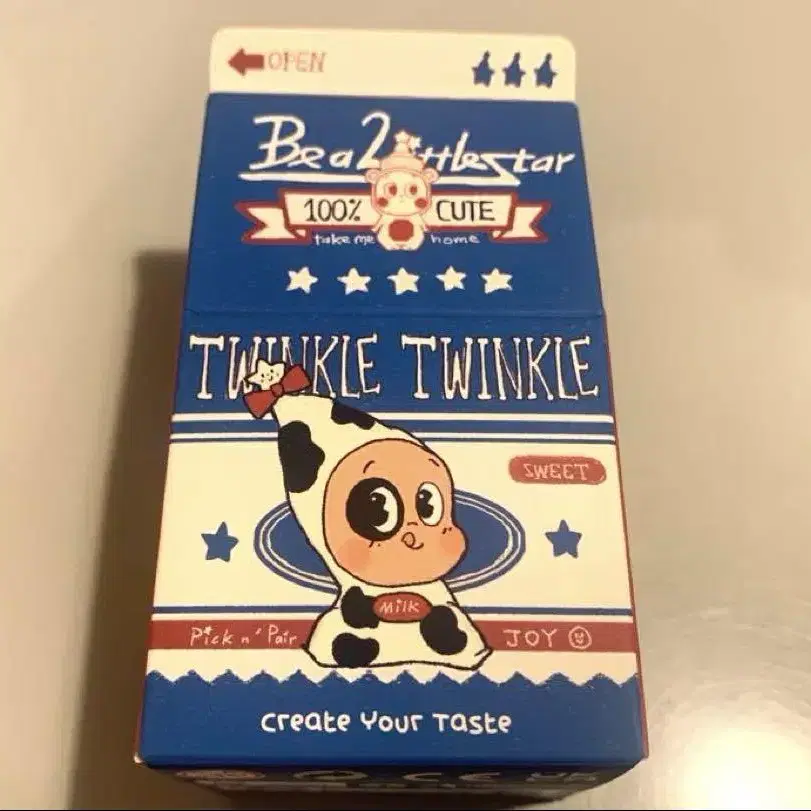 OPEN
Be a Little Star
100% CUTE
take me home
TWINKLE TWINKLE
SWEET
Milk
Pick n' Pair
JOY
Create Your Taste